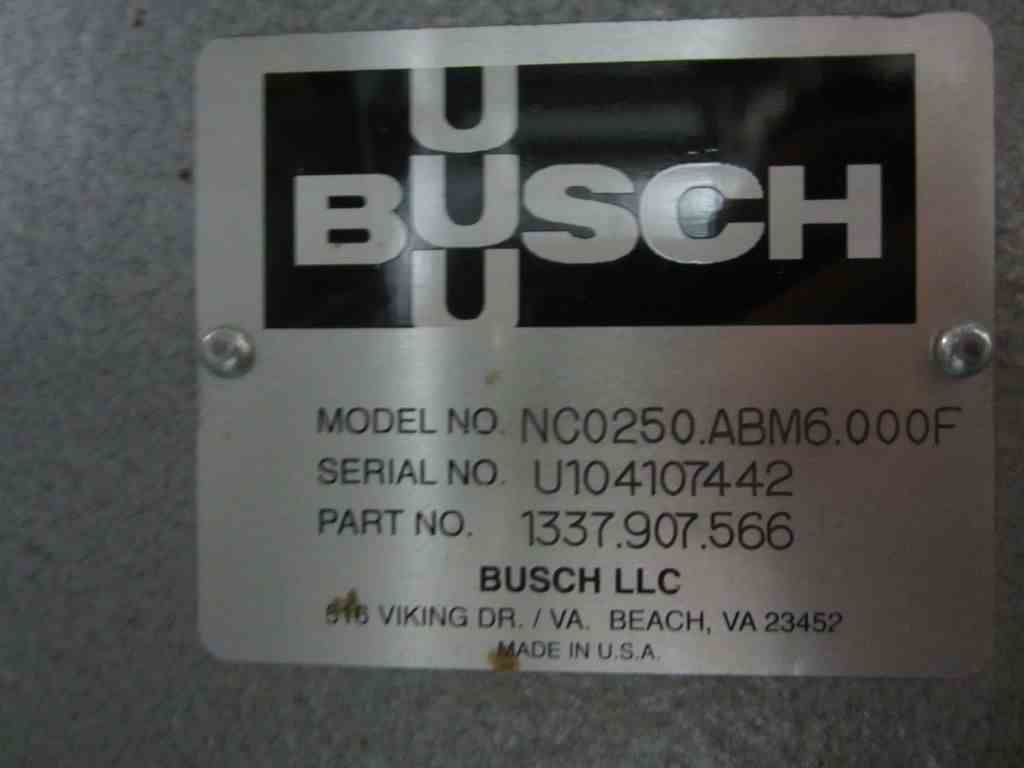 BUSCH
MODEL NO. NC0250.ABM6.000F
SERIAL NO. U104107442
PART NO. 1337.907.566
BUSCH LLC
516 VIKING DR. / VA. BEACH, VA 23452
MADE IN U.S.A.